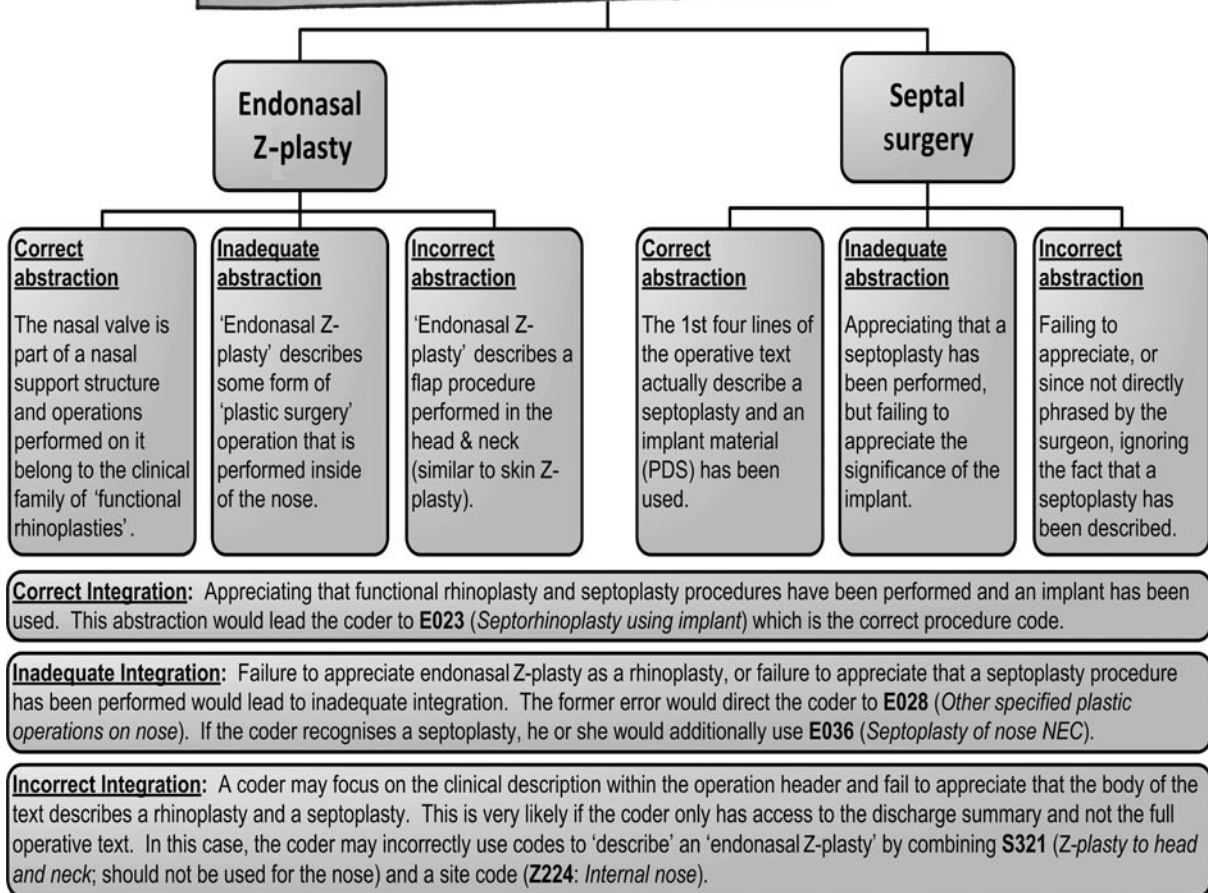 Endonasal
Z-plasty
Septal
surgery
Correct
abstraction
The nasal valve is
part of a nasal
support structure
and operations
performed on it
belong to the clinical
family of ‘functional
rhinoplasties’.
Inadequate
abstraction
‘Endonasal Z-
plasty’ describes
some form of
‘plastic surgery’
operation that is
performed inside
of the nose.
Incorrect
abstraction
‘Endonasal Z-
plasty’ describes a
flap procedure
performed in the
head & neck
(similar to skin Z-
plasty).
Correct
abstraction
The 1st four lines of
the operative text
actually describe a
septoplasty and an
implant material
(PDS) has been
used.
Inadequate
abstraction
Appreciating that a
septoplasty has
been performed,
but failing to
appreciate the
significance of the
implant.
Incorrect
abstraction
Failing to
appreciate, or
since not directly
phrased by the
surgeon, ignoring
the fact that a
septoplasty has
been described.
Correct Integration: Appreciating that functional rhinoplasty and septoplasty procedures have been performed and an implant has been
used. This abstraction would lead the coder to E023 (Septorhinoplasty using implant) which is the correct procedure code.
Inadequate Integration: Failure to appreciate endonasal Z-plasty as a rhinoplasty, or failure to appreciate that a septoplasty procedure
has been performed would lead to inadequate integration. The former error would direct the coder to E028 (Other specified plastic
operations on nose). If the coder recognises a septoplasty, he or she would additionally use E036 (Septoplasty of nose NEC).
Incorrect Integration: A coder may focus on the clinical description within the operation header and fail to appreciate that the body of the
text describes a rhinoplasty and a septoplasty. This is very likely if the coder only has access to the discharge summary and not the full
operative text. In this case, the coder may incorrectly use codes to ‘describe’ an ‘endonasal Z-plasty’ by combining S321 (Z-plasty to head
and neck; should not be used for the nose) and a site code (Z224: Internal nose).